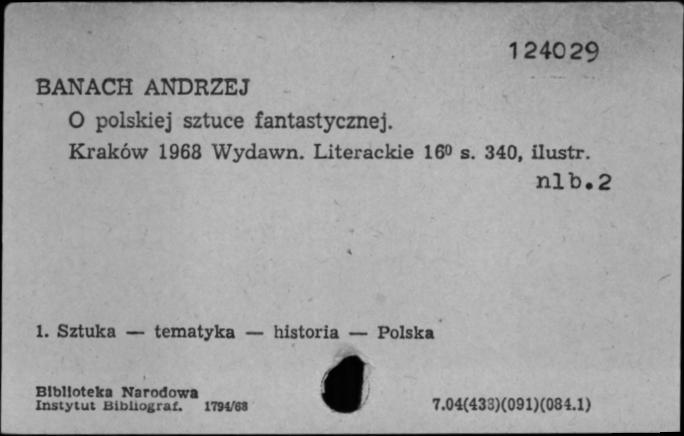 124029
BANACH ANDRZEJ
O polskiej sztuce fantastycznej.
Kraków 1968 Wydawn. Literackie 16⁰ s. 340, ilustr.
nlb.2
1. Sztuka — tematyka — historia — Polska
Biblioteka Narodowa
Instytut Bibliograf. 1794/68
7.04(438)(091)(084.1)